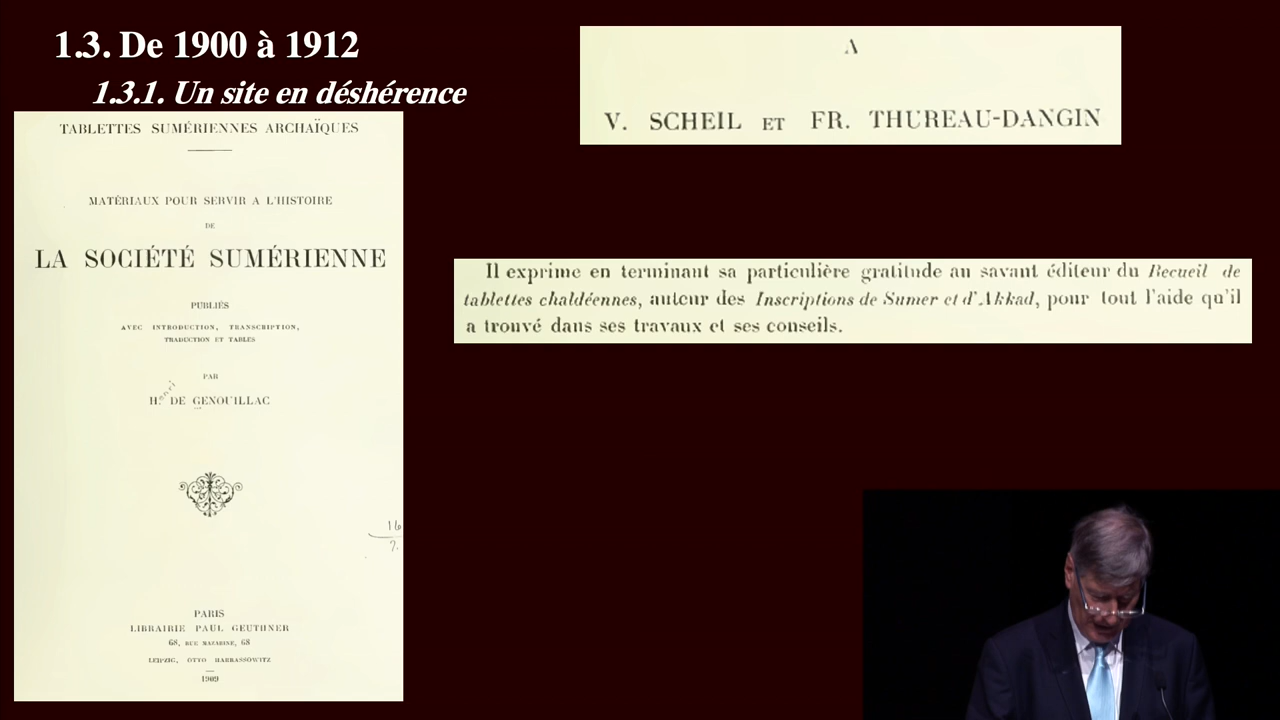 1.3. De 1900 à 1912
1.3.1. Un site en déshérence
TABLETTES SUMÉRIENNES ARCHAÏQUES
MATÉRIAUX POUR SERVIR A L'HISTOIRE
DE
LA SOCIÉTÉ SUMÉRIENNE
PUBLIÉS
AVEC INTRODUCTION, TRANSCRIPTION,
TRADUCTION ET TABLES
PAR
H. DE GENOUILLAC
PARIS
LIBRAIRIE PAUL GEUTHNER
68, RUE MAZARINE, 68
LEIPZIG, OTTO HARRASSOWITZ
1909
A
V. SCHEIL ET FR. THUREAU-DANGIN
Il exprime en terminant sa particulière gratitude au savant éditeur du Recueil de
tablettes chaldéennes, auteur des Inscriptions de Sumer et d'Akkad, pour tout l'aide qu'il
a trouvé dans ses travaux et ses conseils.